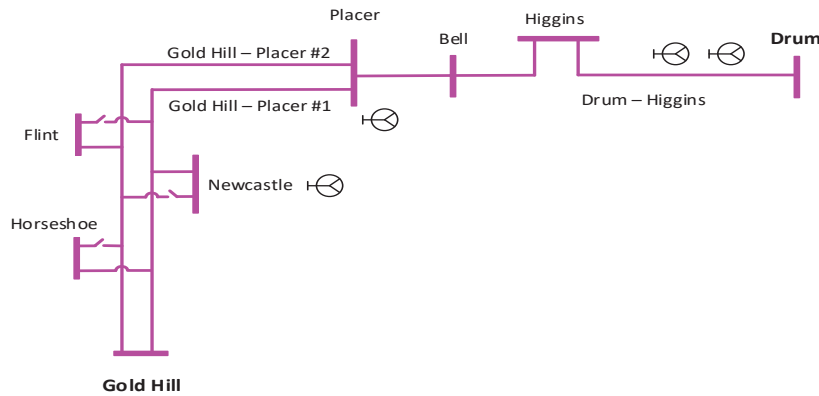 Placer
Higgins
Bell
Drum
Gold Hill – Placer #2
Gold Hill – Placer #1
Drum – Higgins
Flint
Newcastle
Horseshoe
Gold Hill